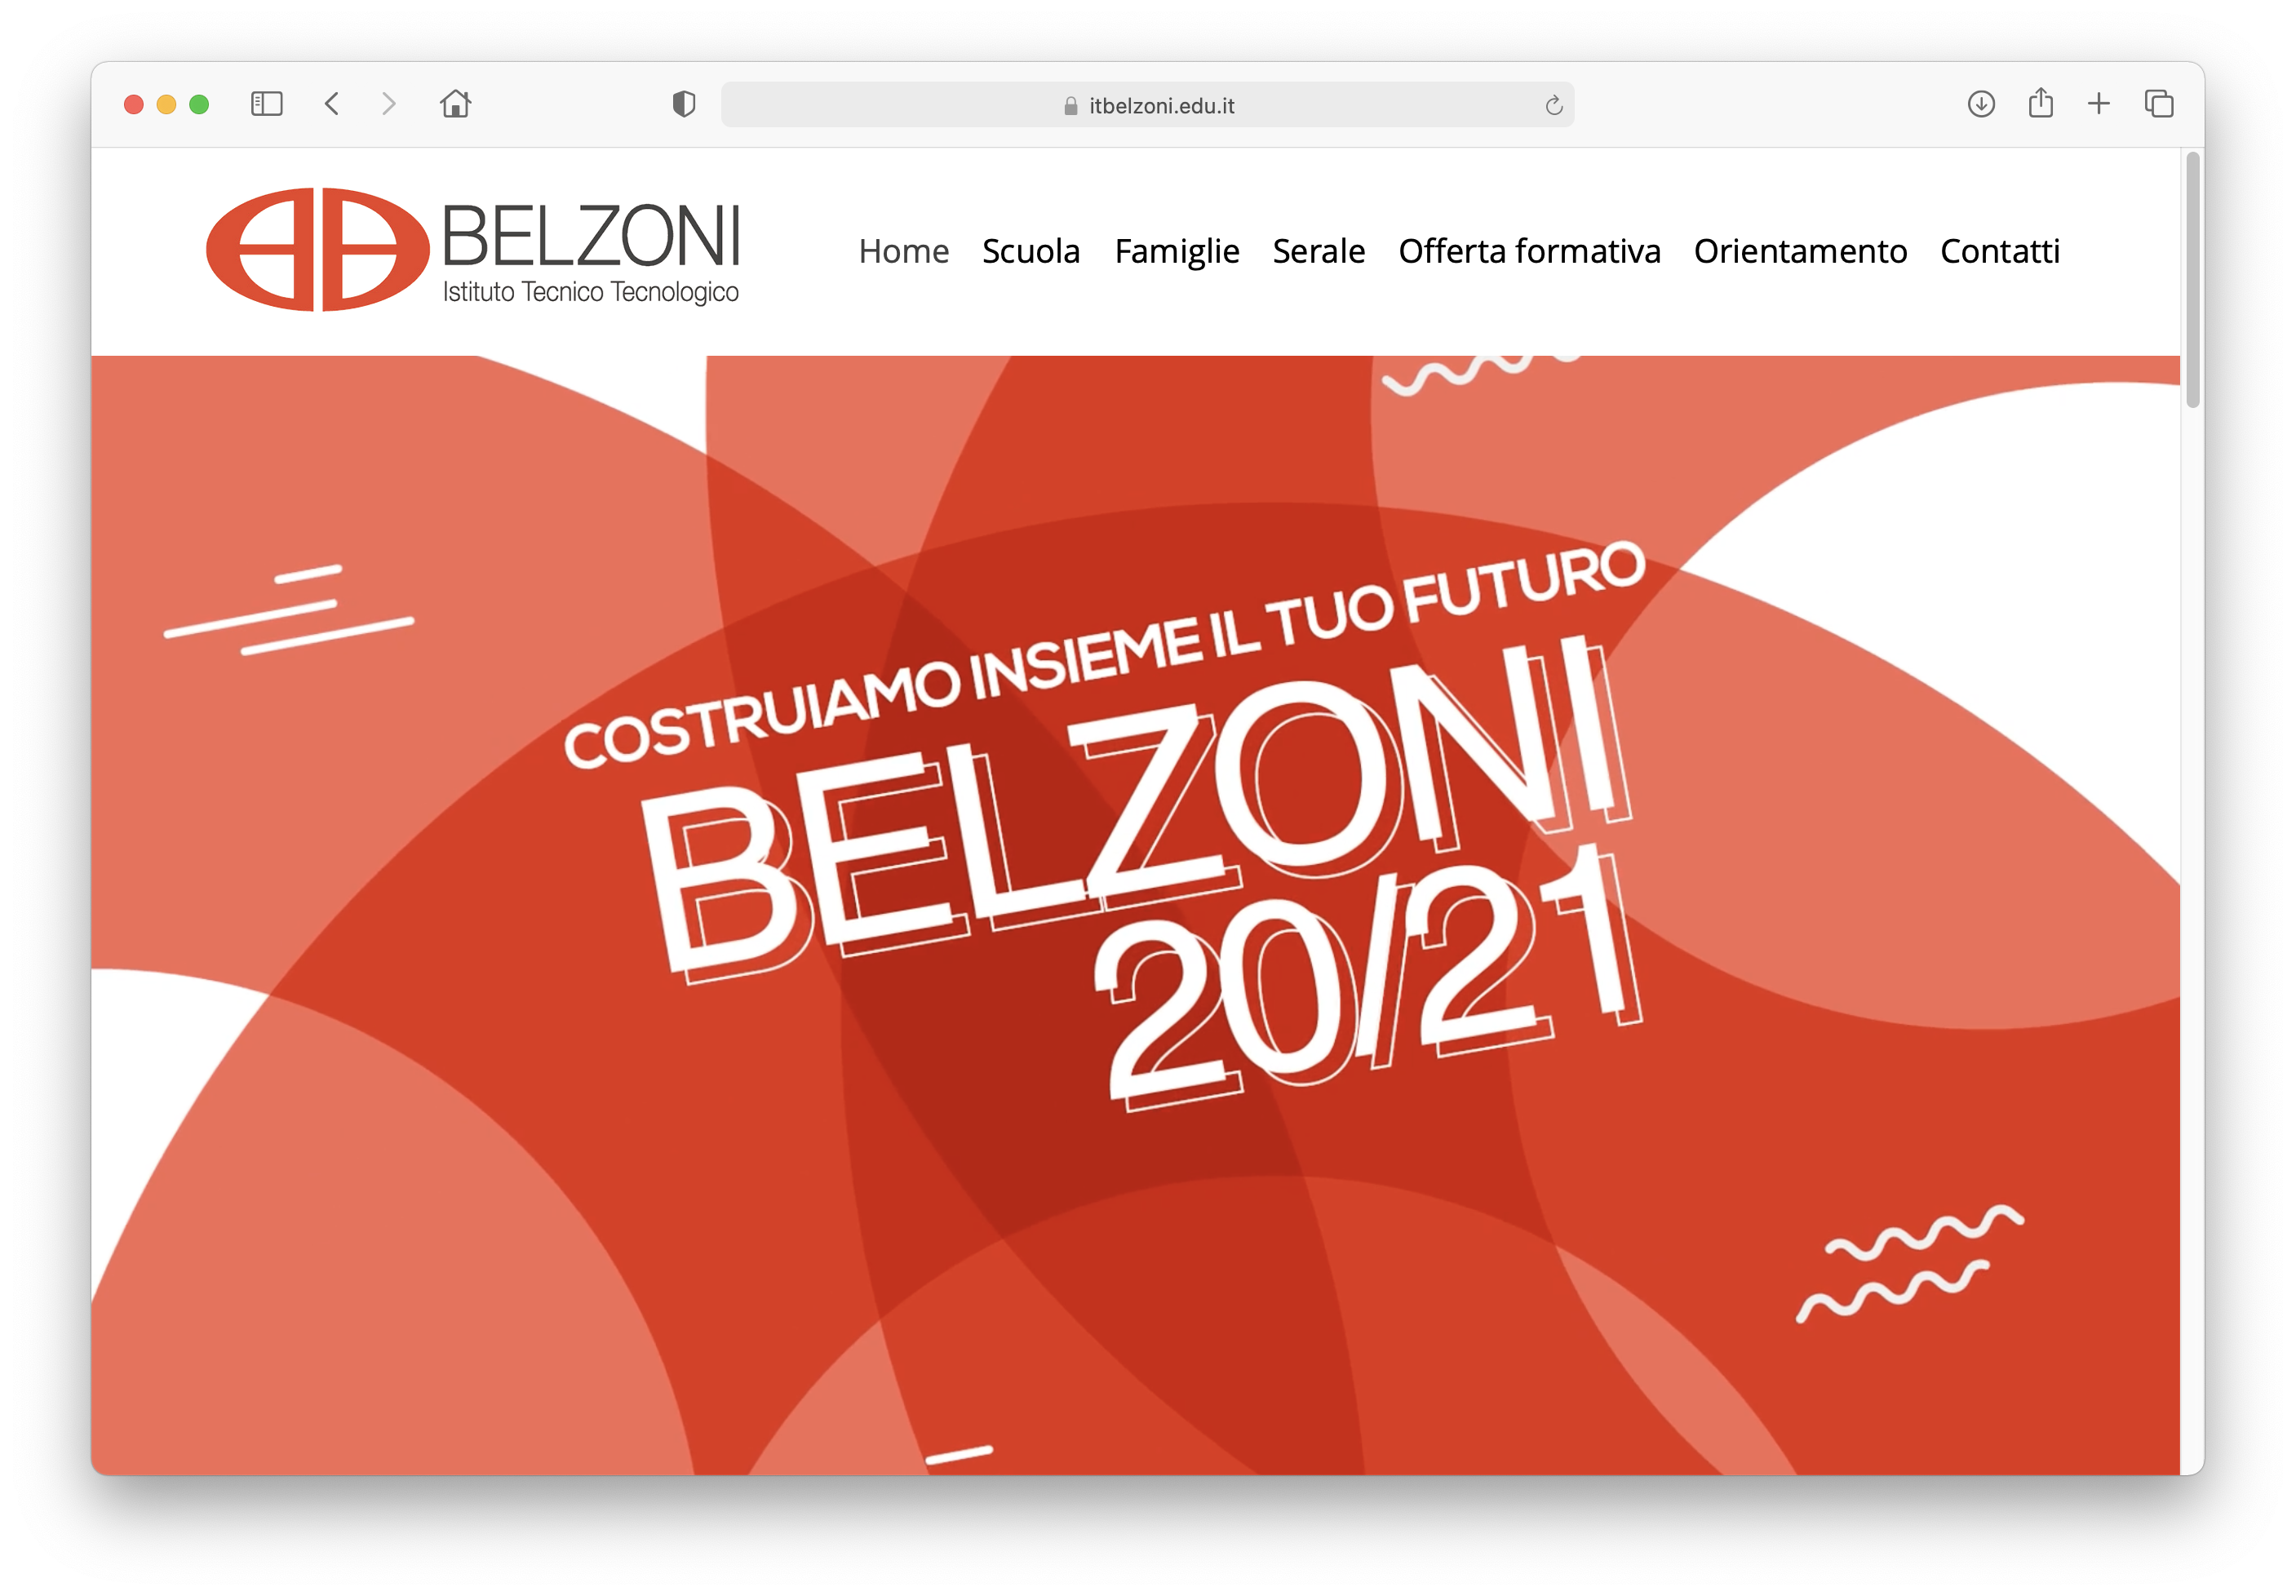 itbelzoni.edu.it
BELZONI
Istituto Tecnico Tecnologico
Home Scuola Famiglie Serale Offerta formativa Orientamento Contatti
COSTRUIAMO INSIEME IL TUO FUTURO
BELZONI
20/21